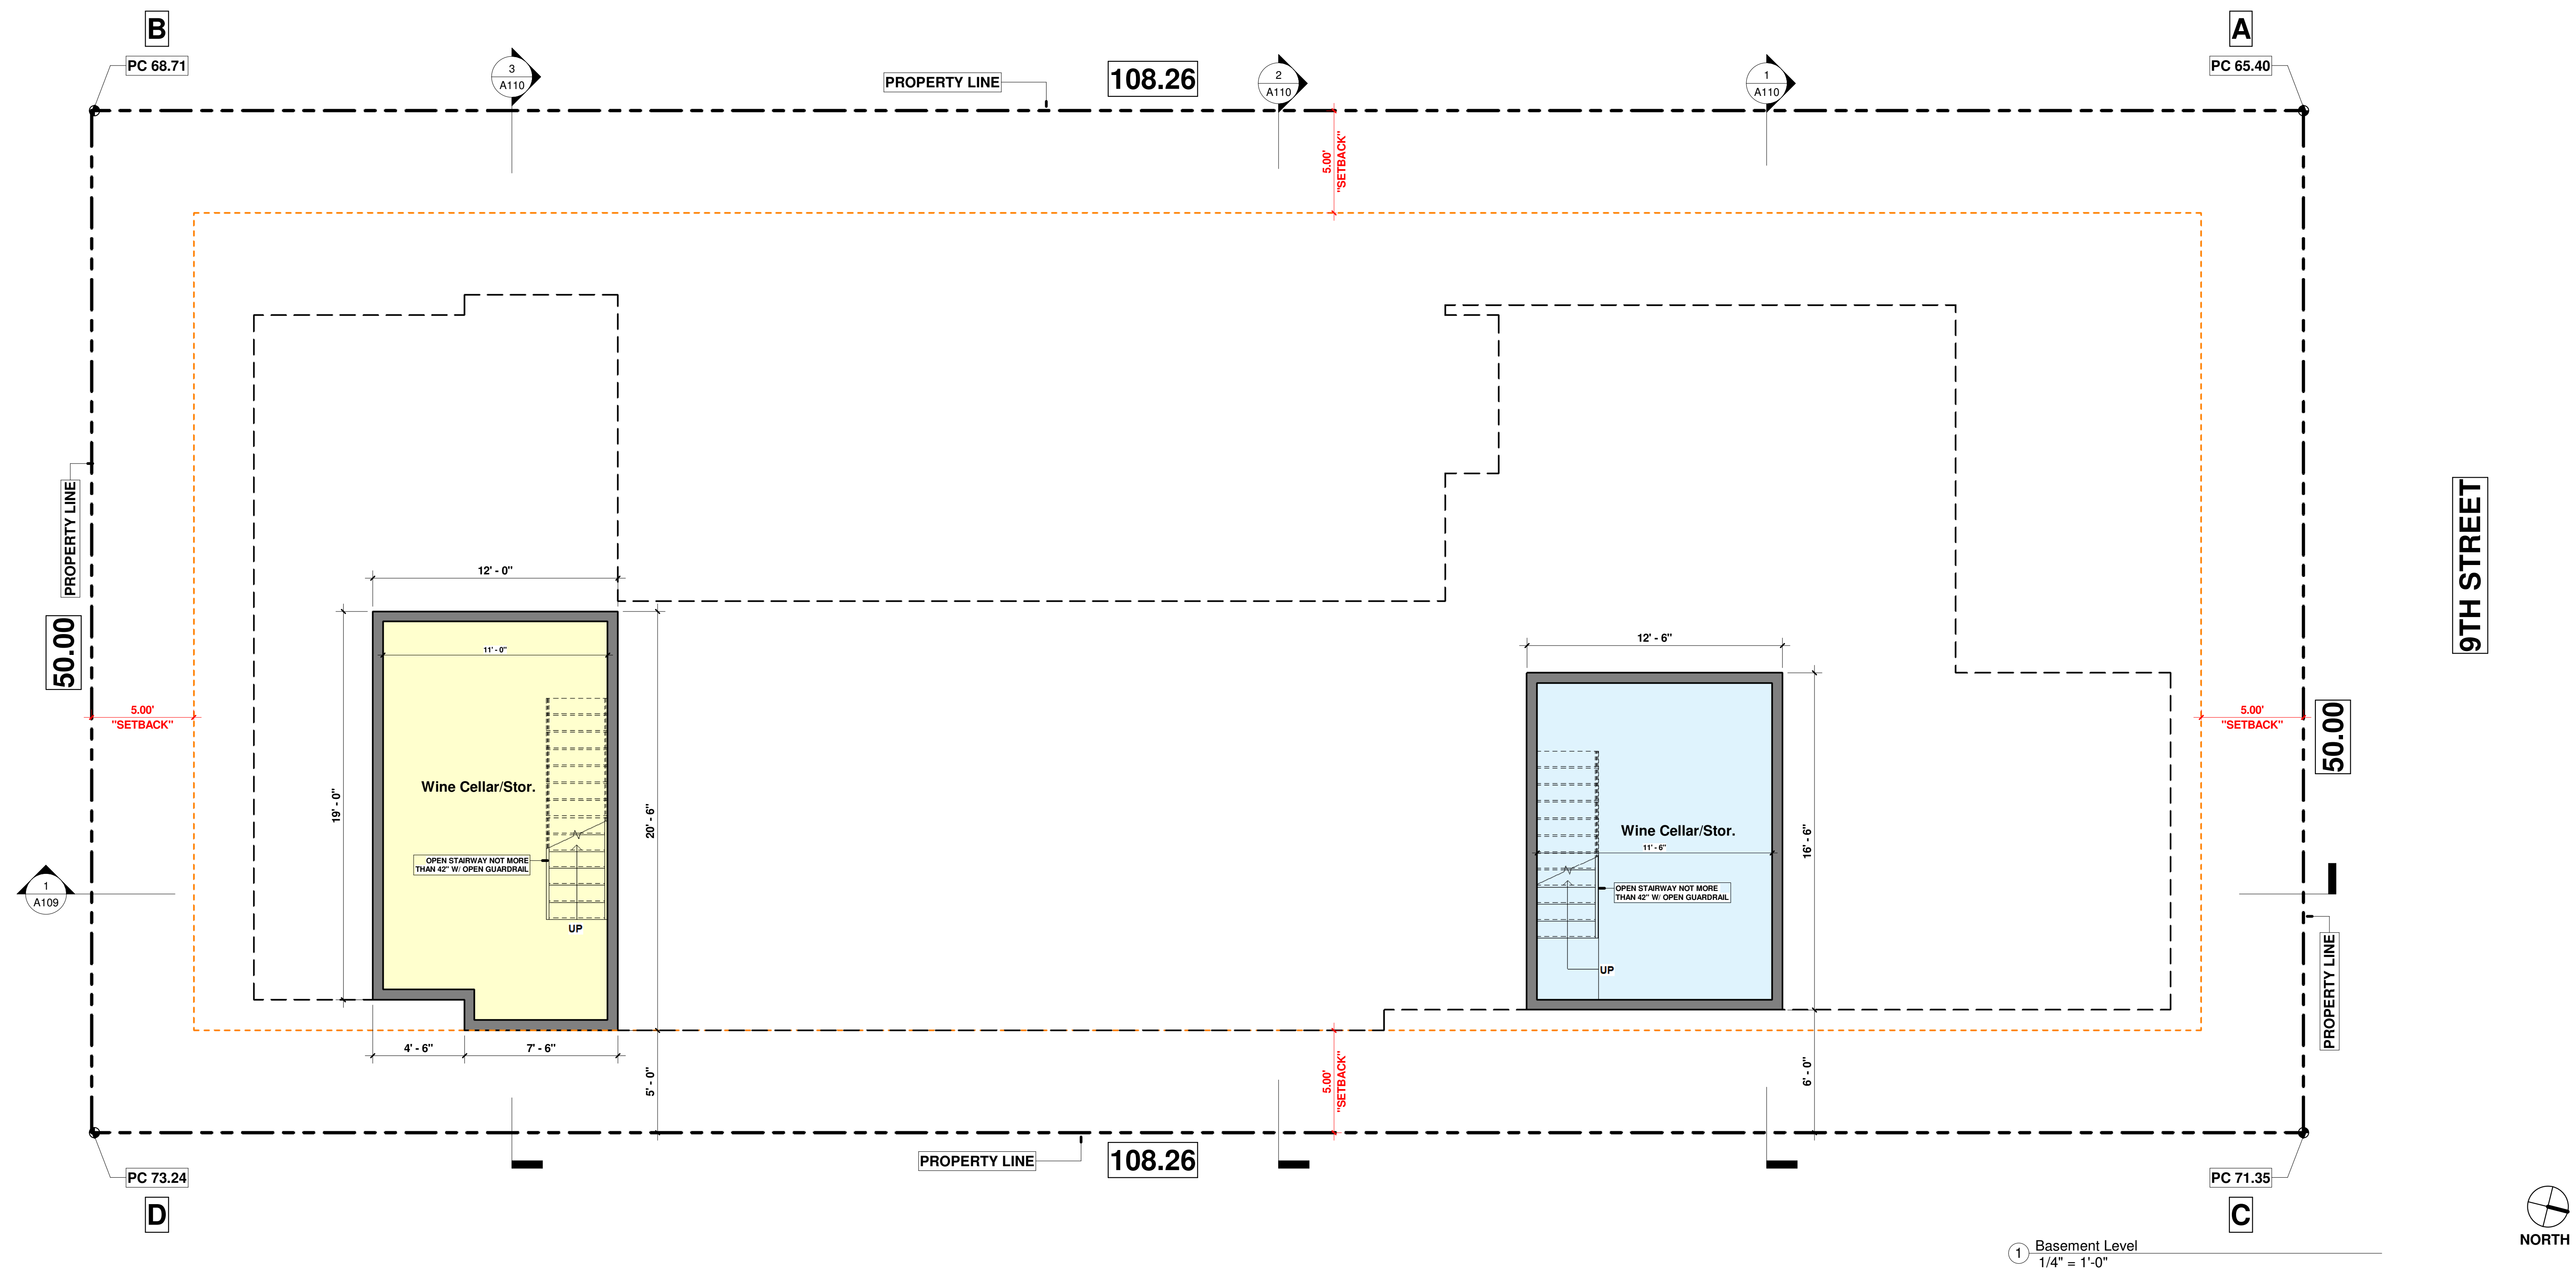 B
A
PC 68.71
PC 65.40
3
A110
PROPERTY LINE
108.26
2
A110
1
A110
5.00'
"SETBACK"
PROPERTY LINE
50.00
9TH STREET
12' - 0"
11' - 0"
12' - 6"
5.00'
"SETBACK"
5.00'
"SETBACK"
50.00
19' - 0"
Wine Cellar/Stor.
20' - 6"
OPEN STAIRWAY NOT MORE
THAN 42" W/ OPEN GUARDRAIL
UP
Wine Cellar/Stor.
11' - 6"
16' - 6"
OPEN STAIRWAY NOT MORE
THAN 42" W/ OPEN GUARDRAIL
UP
1
A109
PROPERTY LINE
4' - 6"
7' - 6"
5' - 0"
5.00'
"SETBACK"
6' - 0"
PROPERTY LINE
108.26
PC 73.24
PC 71.35
D
C
NORTH
1
Basement Level
1/4" = 1'-0"